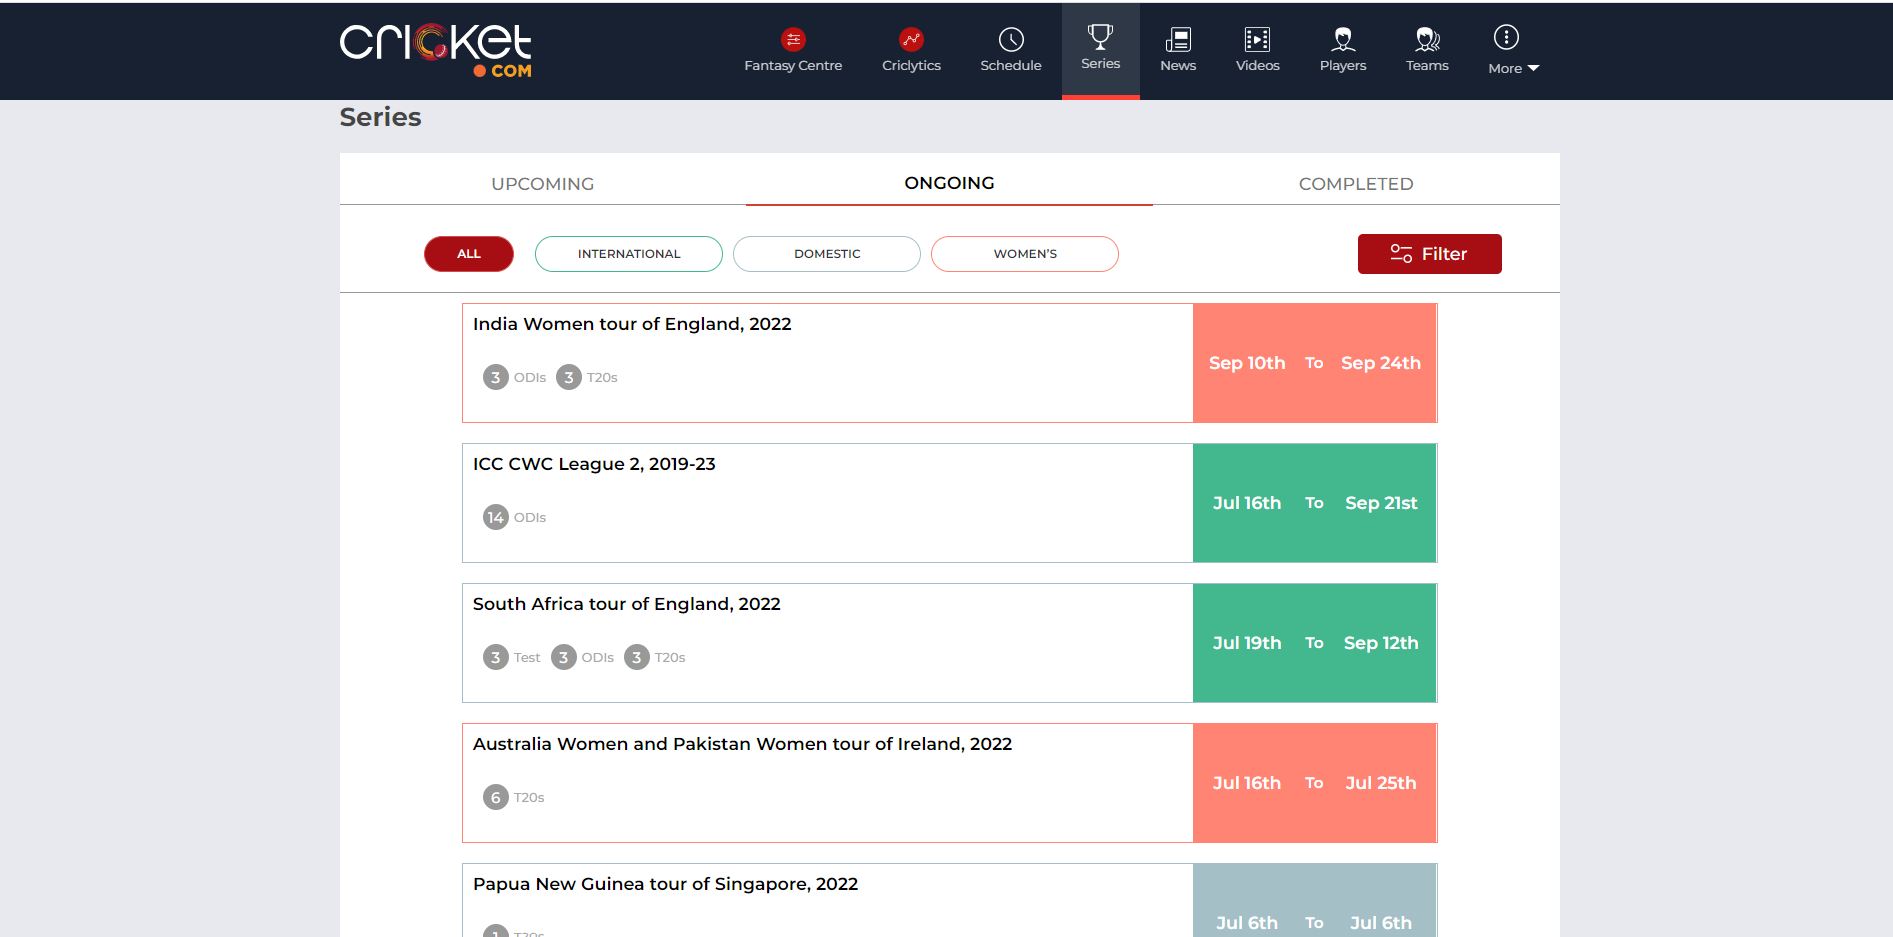 cricket
.COM
Fantasy Centre
Criclytics
Schedule
Series
News
Videos
Players
Teams
More
Series
UPCOMING
ONGOING
COMPLETED
ALL
INTERNATIONAL
DOMESTIC
WOMEN'S
Filter
India Women tour of England, 2022
3 ODIs 3 T20s
Sep 10th To Sep 24th
ICC CWC League 2, 2019-23
14 ODIs
Jul 16th To Sep 21st
South Africa tour of England, 2022
3 Test 3 ODIs 3 T20s
Jul 19th To Sep 12th
Australia Women and Pakistan Women tour of Ireland, 2022
6 T20s
Jul 16th To Jul 25th
Papua New Guinea tour of Singapore, 2022
1 T20s
Jul 6th To Jul 6th